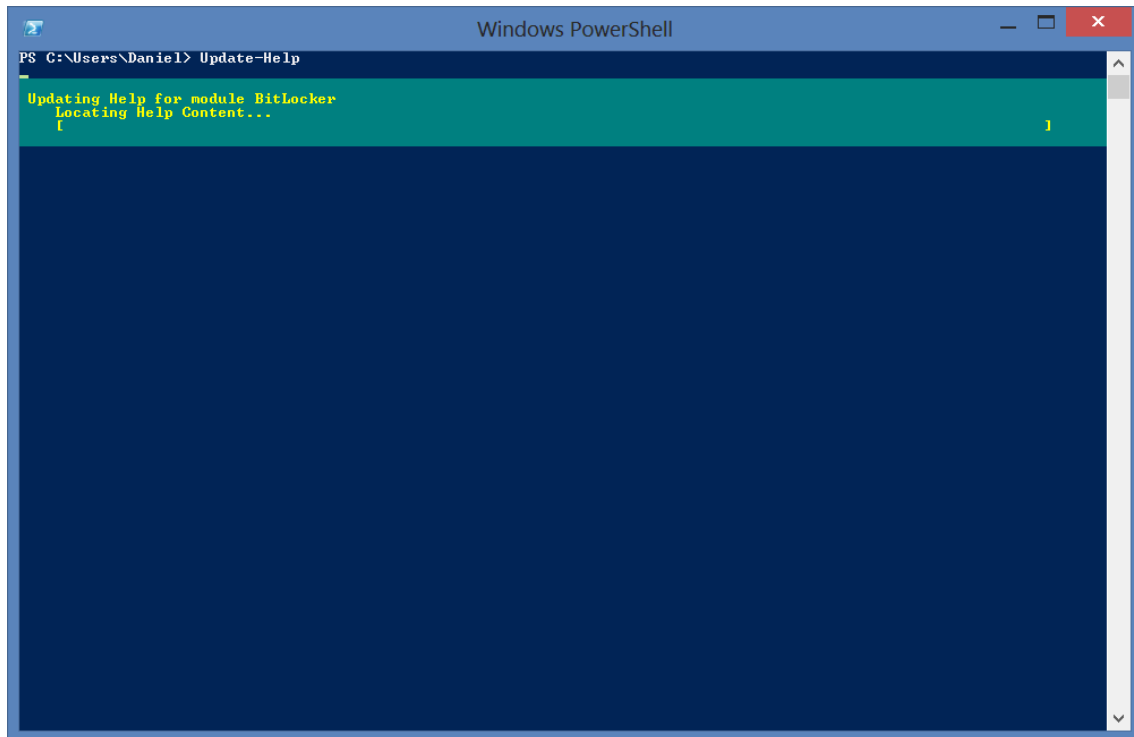 Windows PowerShell
PS C:\Users\Daniel> Update-Help
Updating Help for module BitLocker
Locating Help Content...
[ ]